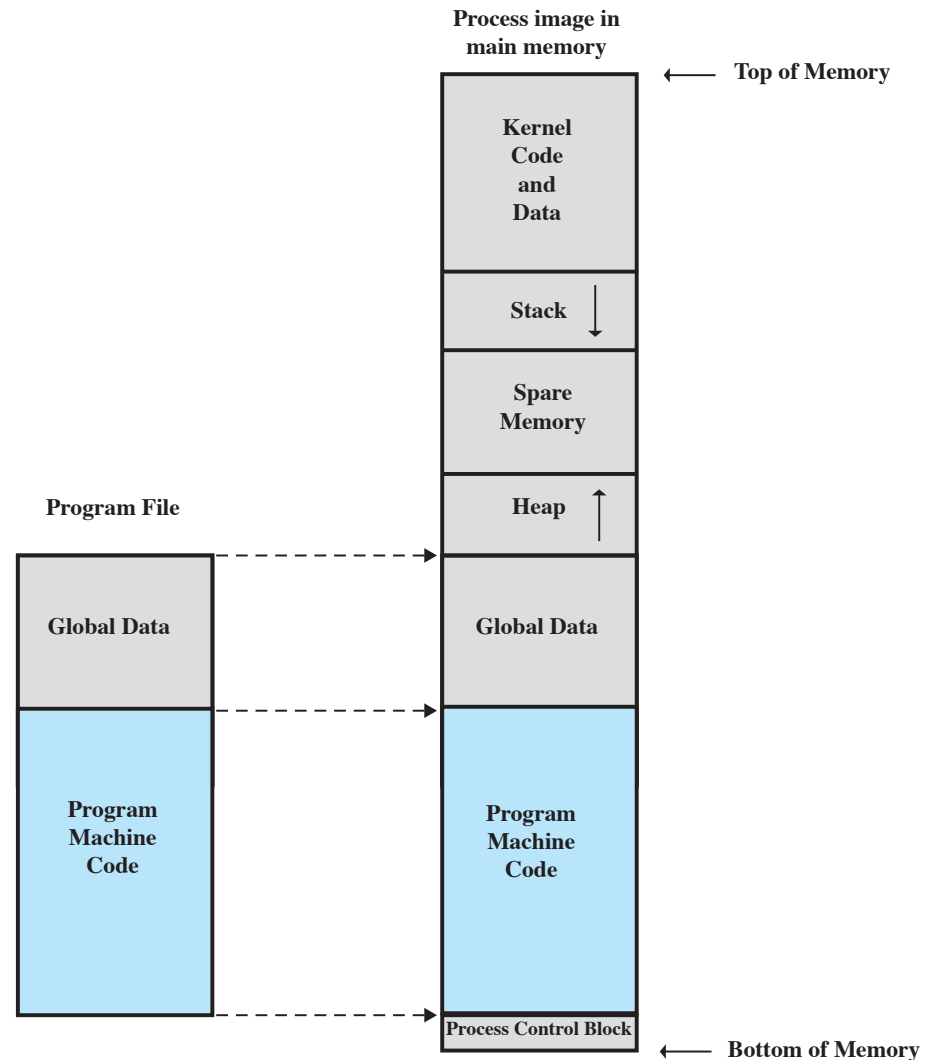 Process image in
main memory
Top of Memory
Kernel
Code
and
Data
Stack
Spare
Memory
Heap
Program File
Global Data
Global Data
Program
Machine
Code
Program
Machine
Code
Process Control Block
Bottom of Memory